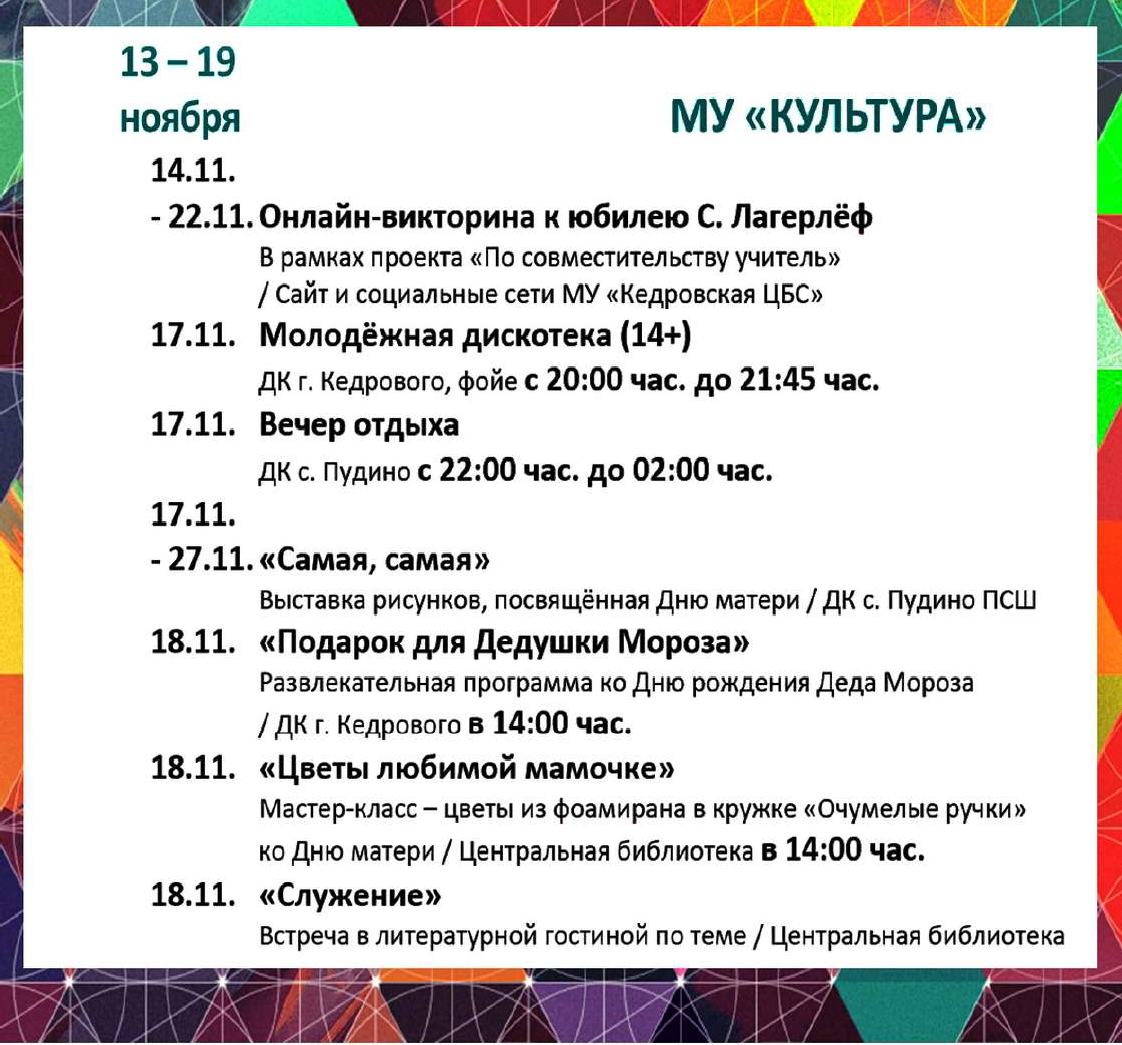 13 – 19
ноября
МУ «КУЛЬТУРА»
14.11.
- 22.11. Онлайн-викторина к юбилею С. Лагерлёф
В рамках проекта «По совместительству учитель»
/ Сайт и социальные сети МУ «Кедровская ЦБС»
17.11. Молодёжная дискотека (14+)
ДК г. Кедрового, фойе с 20:00 час. до 21:45 час.
17.11. Вечер отдыха
ДК с. Пудино с 22:00 час. до 02:00 час.
17.11.
- 27.11. «Самая, самая»
Выставка рисунков, посвящённая Дню матери / ДК с. Пудино ПСШ
18.11. «Подарок для Дедушки Мороза»
Развлекательная программа ко Дню рождения Деда Мороза
/ ДК г. Кедрового в 14:00 час.
18.11. «Цветы любимой мамочке»
Мастер-класс – цветы из фоамирана в кружке «Очумелые ручки»
ко Дню матери / Центральная библиотека в 14:00 час.
18.11. «Служение»
Встреча в литературной гостиной по теме / Центральная библиотека